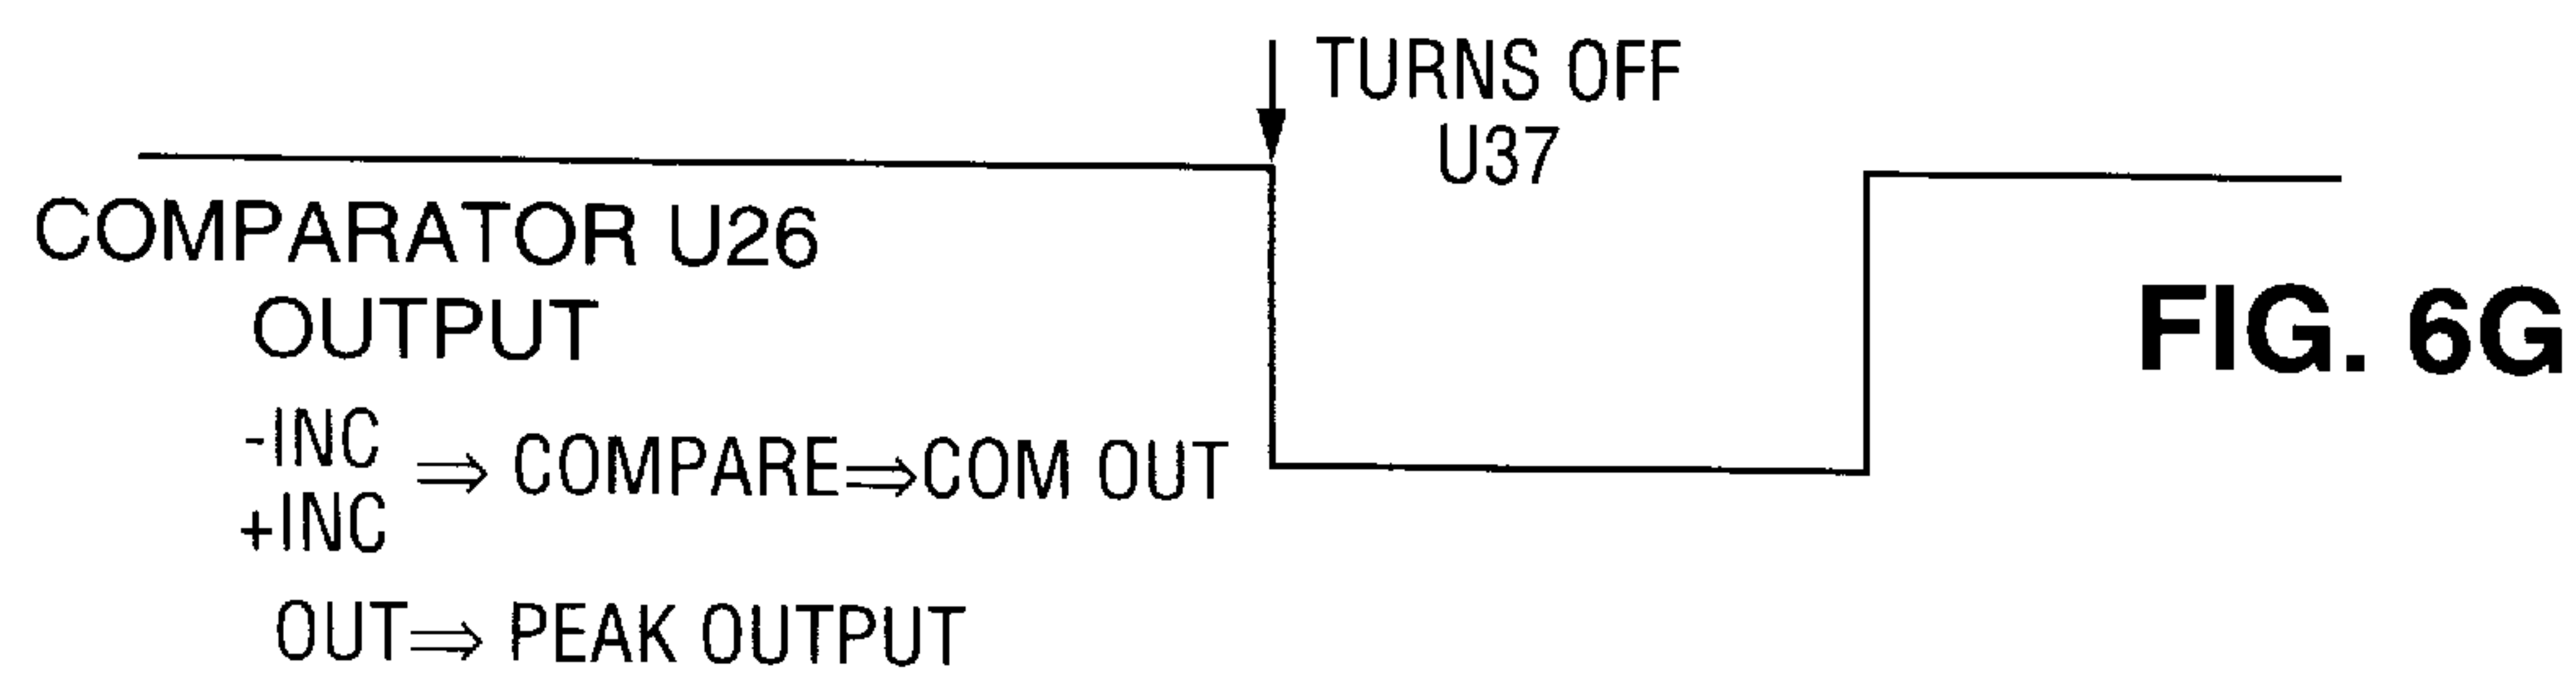 TURNS OFF
U37
COMPARATOR U26
OUTPUT
FIG. 6G
-INC
+INC
⇒ COMPARE⇒COM OUT
OUT⇒ PEAK OUTPUT